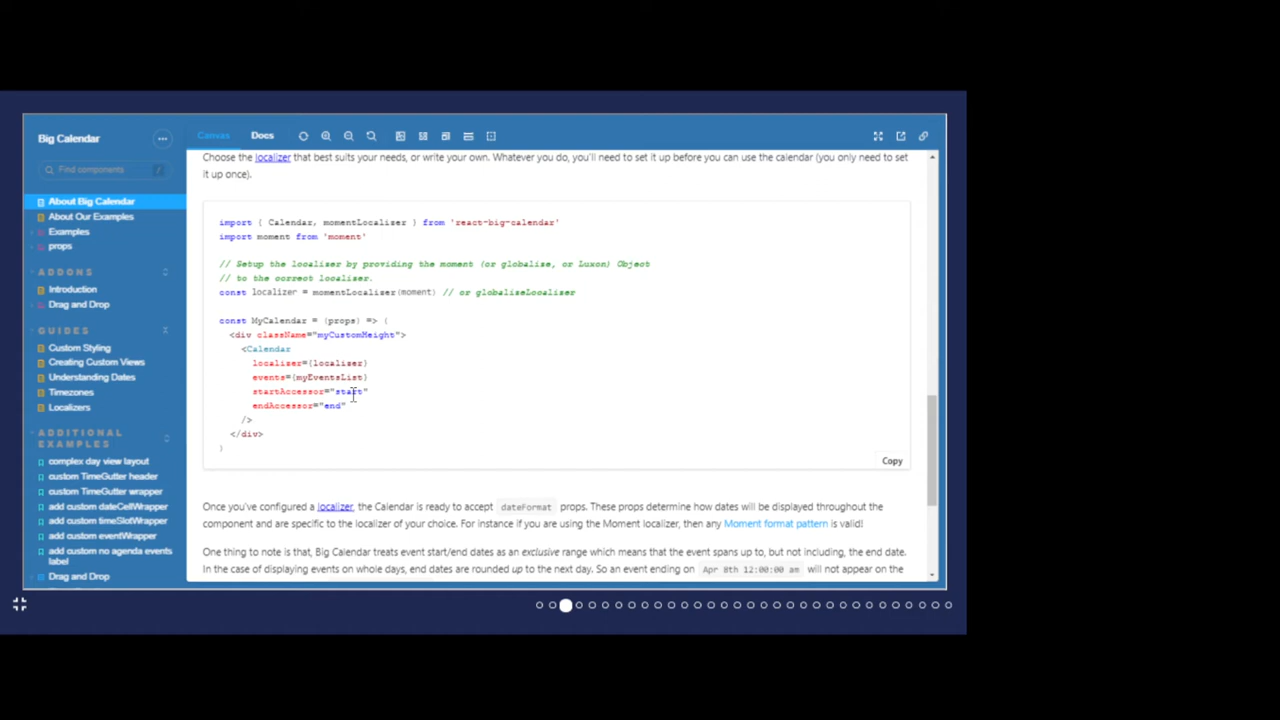 Big Calendar
Find components
/
About Big Calendar
About Our Examples
Examples
props
ADDONS
Introduction
Drag and Drop
GUIDES
Custom Styling
Creating Custom Views
Understanding Dates
Timezones
Localizers
ADDITIONAL
EXAMPLES
complex day view layout
custom TimeGutter header
custom TimeGutter wrapper
add custom dateCellWrapper
add custom timeSlotWrapper
add custom eventWrapper
add custom no agenda events
label
Drag and Drop
Canvas Docs
Choose the localizer that best suits your needs, or write your own. Whatever you do, you'll need to set it up before you can use the calendar (you only need to
set it up once).
import { Calendar, momentLocalizer } from 'react-big-calendar'
import moment from 'moment'
// Setup the localizer by providing the moment (or globalize, or Luxon) Object
// to the correct localizer.
const localizer = momentLocalizer(moment) // or globalizeLocalizer
const MyCalendar = (props) => (
<div className="myCustomHeight">
<Calendar
localizer={localizer}
events={myEventsList}
startAccessor="start"
endAccessor="end"
/>
</div>
)
Copy
Once you've configured a localizer, the Calendar is ready to accept dateFormat props. These props determine how dates will be displayed throughout the
component and are specific to the localizer of your choice. For instance if you are using the Moment localizer, then any Moment format pattern is valid!
One thing to note is that, Big Calendar treats event start/end dates as an exclusive range which means that the event spans up to, but not including, the end date.
In the case of displaying events on whole days, end dates are rounded up to the next day. So an event ending on Apr 8th 12:00:00 am will not appear on the